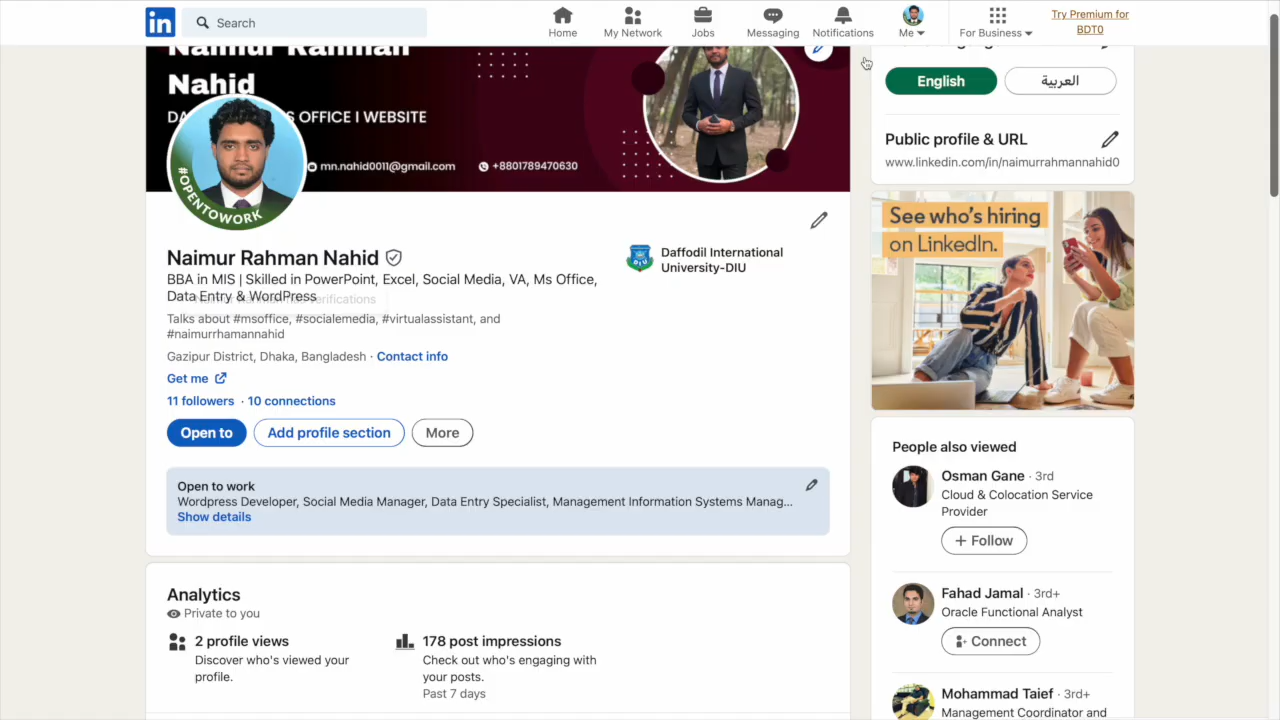 in
Search
Home
My Network
Jobs
Messaging
Notifications
Me
For Business
Try Premium for
BDT0
Naimur Rahman
Nahid
OFFICE I WEBSITE
mn.nahid0011@gmail.com
+8801789470630
#OPENTOWORK
Naimur Rahman Nahid
BBA in MIS | Skilled in PowerPoint, Excel, Social Media, VA, Ms Office,
Data Entry & WordPress
Talks about #msoffice, #socialemedia, #virtualassistant, and
#naimurrhamannahid
Gazipur District, Dhaka, Bangladesh · Contact info
Get me
11 followers · 10 connections
Open to
Add profile section
More
Daffodil International
University-DIU
Open to work
Wordpress Developer, Social Media Manager, Data Entry Specialist, Management Information Systems Manag...
Show details
Analytics
Private to you
2 profile views
Discover who's viewed your
profile.
178 post impressions
Check out who's engaging with
your posts.
Past 7 days
English
العربية
Public profile & URL
www.linkedin.com/in/naimurrahmannahid0
See who's hiring
on LinkedIn.
People also viewed
Osman Gane · 3rd
Cloud & Colocation Service
Provider
+ Follow
Fahad Jamal · 3rd+
Oracle Functional Analyst
Connect
Mohammad Taief · 3rd+
Management Coordinator and